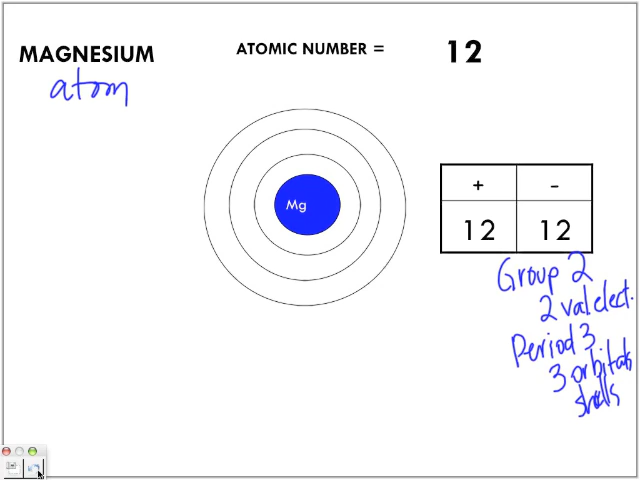 MAGNESIUM
atom
ATOMIC NUMBER = 12
Mg
+ -
12 12
Group 2
2 val elect.
Period 3
3 orbitals
shells